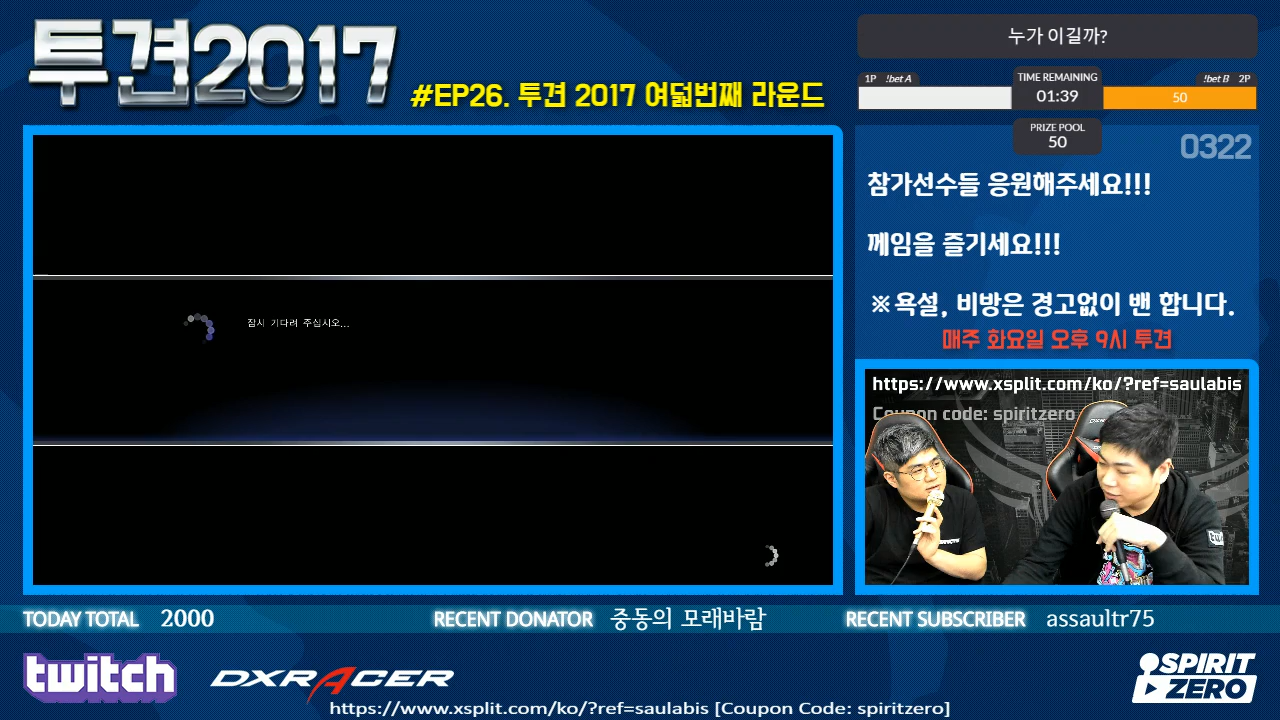 투견2017
#EP26. 투견 2017 여덟번째 라운드
누가 이길까?
1P !bet A
TIME REMAINING
01:39
!bet B 2P
50
PRIZE POOL
50
0322
참가선수들 응원해주세요!!!
께임을 즐기세요!!!
※욕설, 비방은 경고없이 밴 합니다.
매주 화요일 오후 9시 투견
잠시 기다려 주십시오...
https://www.xsplit.com/ko/?ref=saulabis
Coupon code: spiritzero
TODAY TOTAL 2000
RECENT DONATOR 중동의 모래바람
RECENT SUBSCRIBER assaultr75
twitch
DXRACER
SPIRIT ZERO
https://www.xsplit.com/ko/?ref=saulabis [Coupon Code: spiritzero]